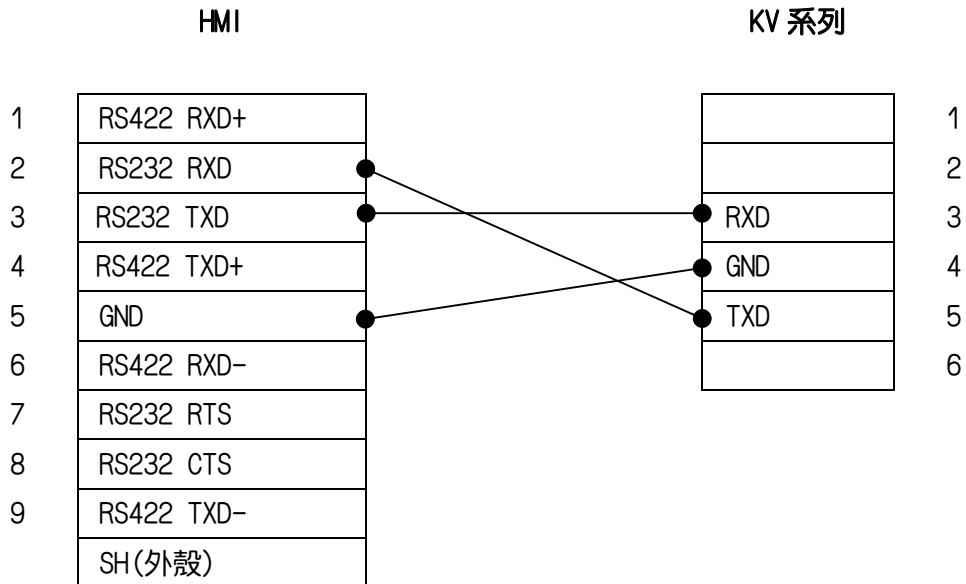 HMI KV 系列
1 RS422 RXD+ 1
2 RS232 RXD 2
3 RS232 TXD RXD 3
4 RS422 TXD+ GND 4
5 GND TXD 5
6 RS422 RXD- 6
7 RS232 RTS
8 RS232 CTS
9 RS422 TXD-
SH(外殼)